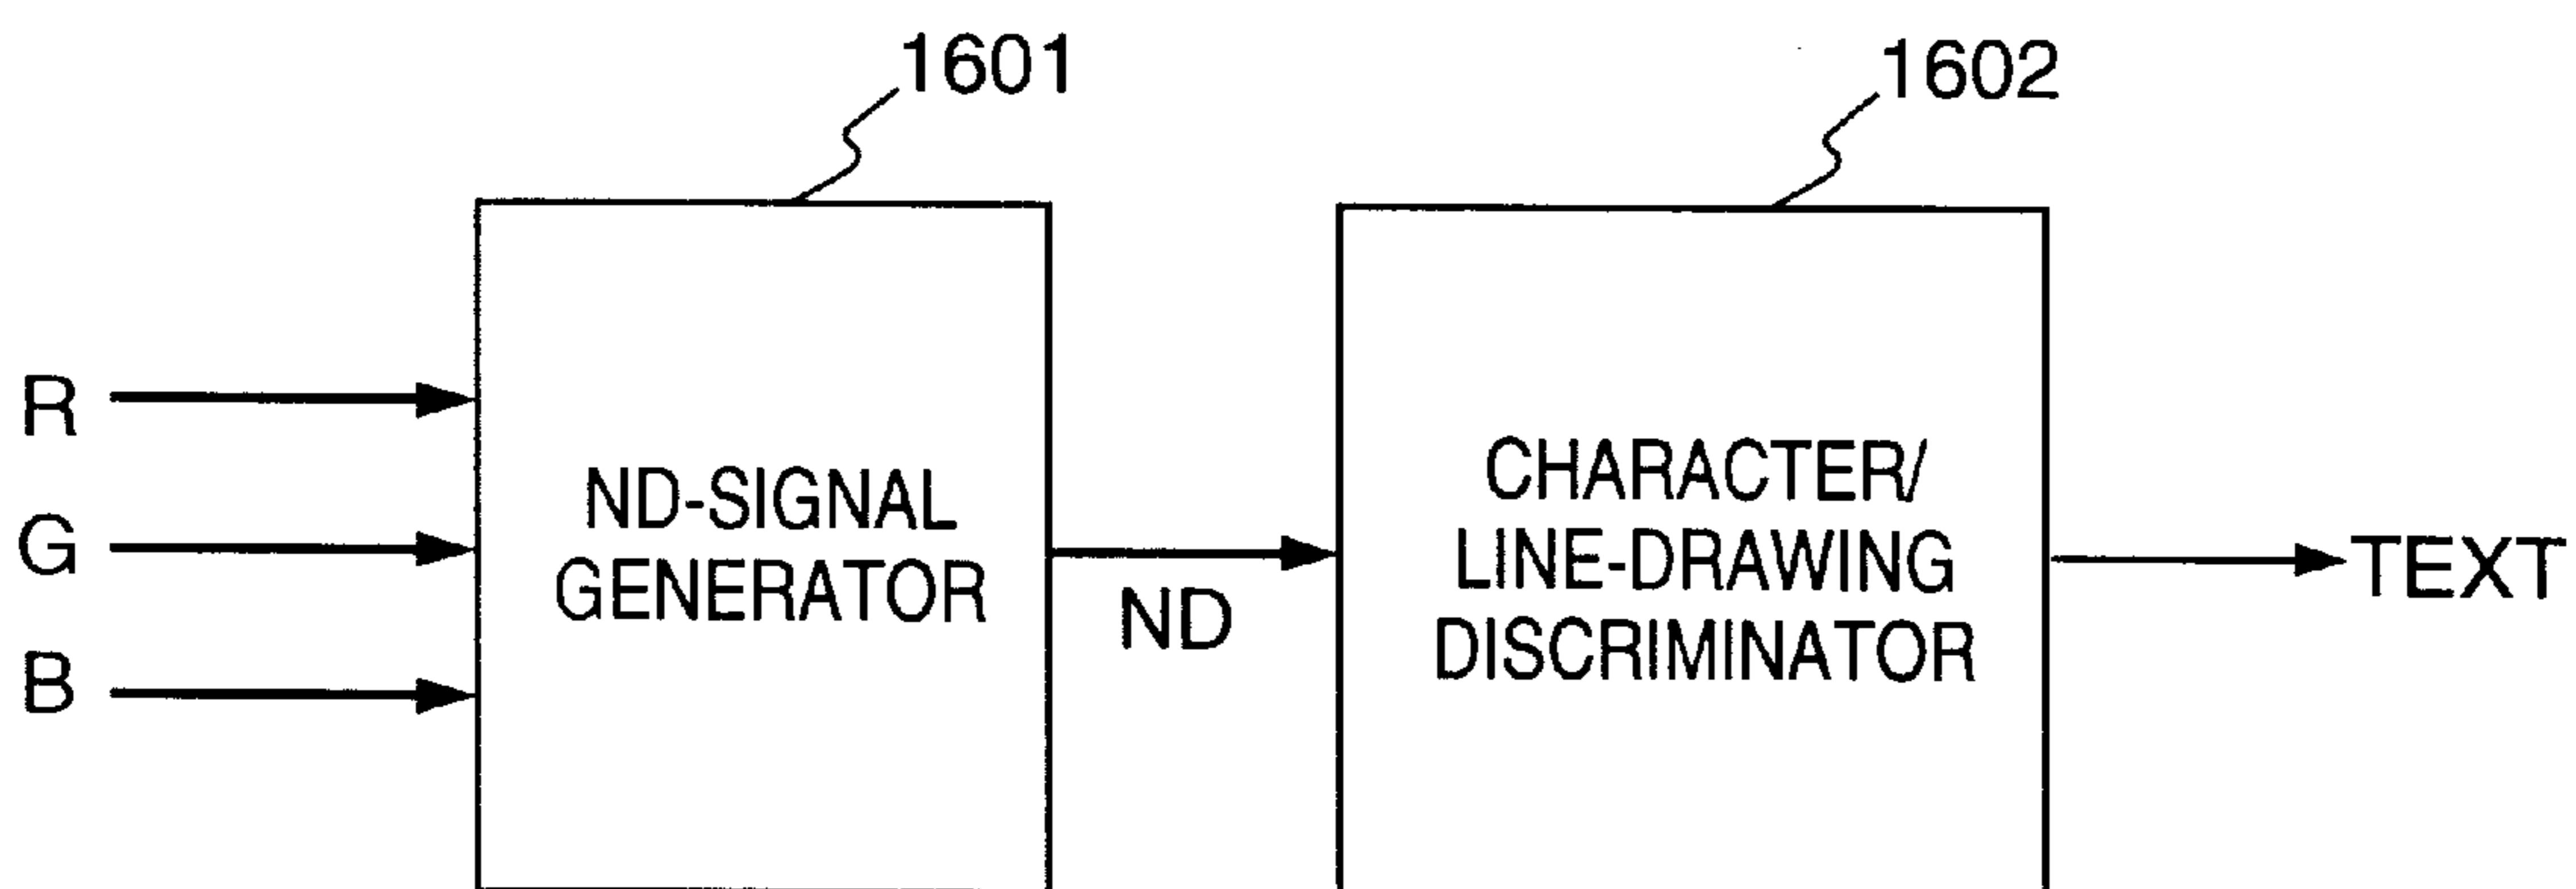 1601
1602
R
G
B
ND-SIGNAL
GENERATOR
ND
CHARACTER/
LINE-DRAWING
DISCRIMINATOR
TEXT